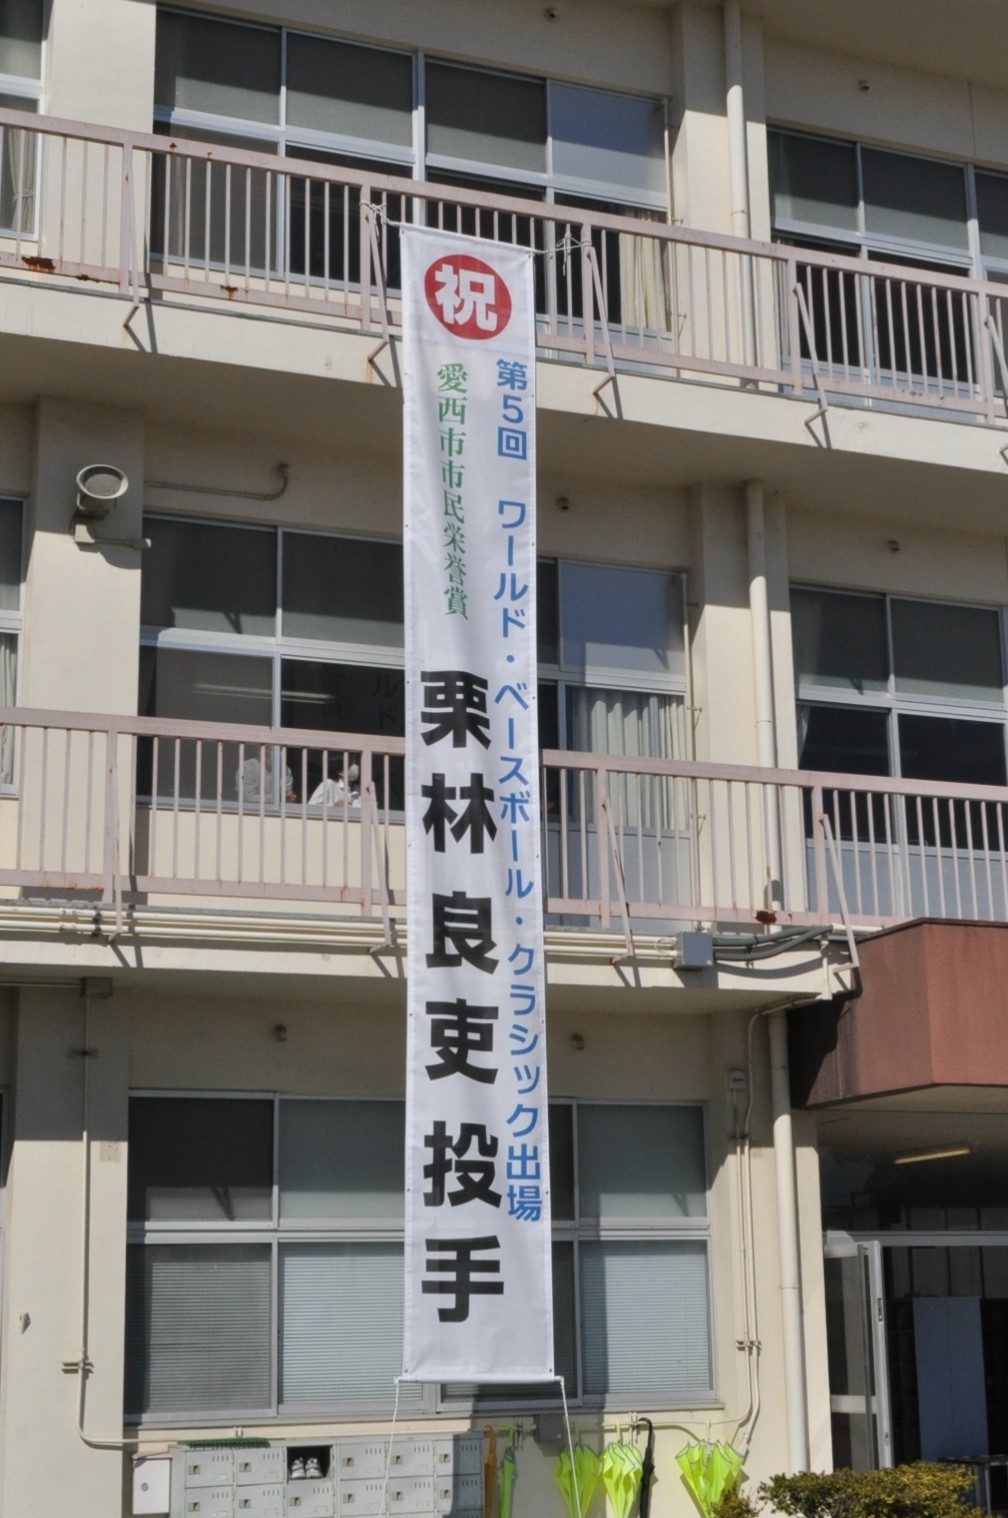 祝
第5回 ワールド・ベースボール・クラシック出場
愛西市市民栄誉賞
栗林良吏投手